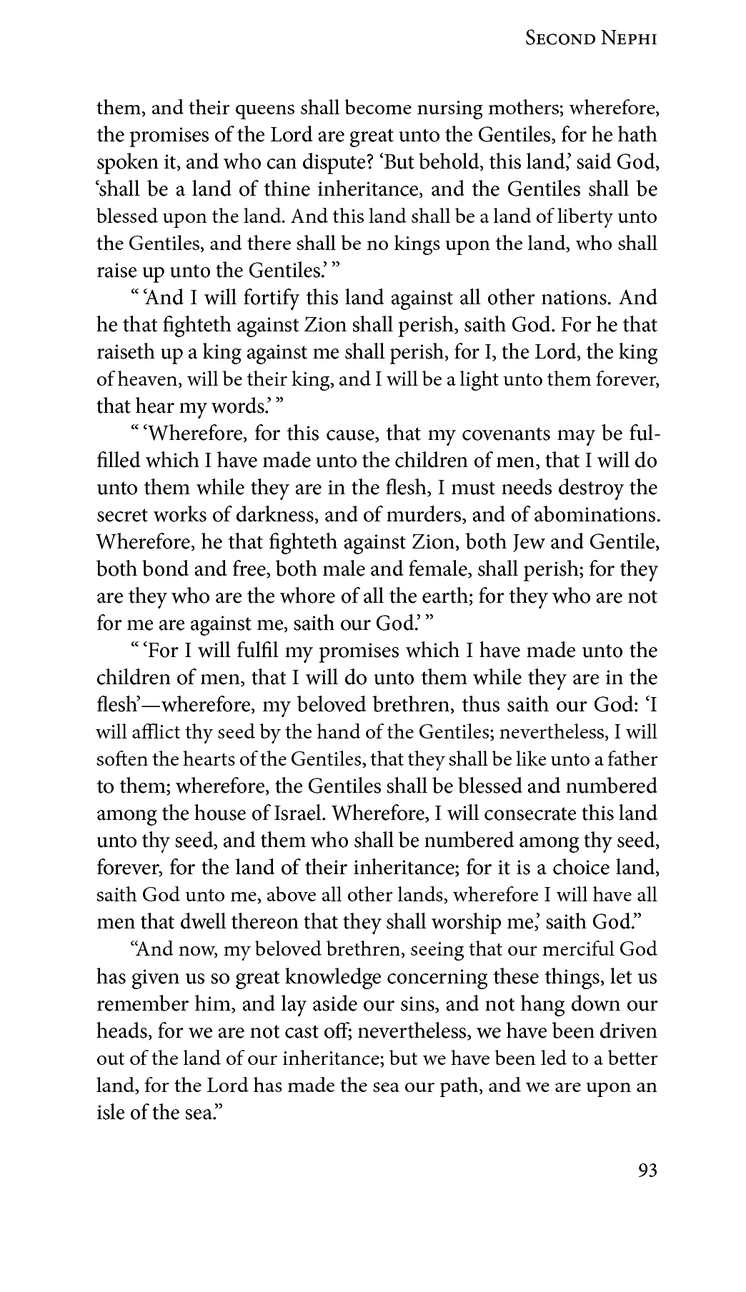 Second Nephi
them, and their queens shall become nursing mothers; wherefore,
the promises of the Lord are great unto the Gentiles, for he hath
spoken it, and who can dispute? ‘But behold, this land,’ said God,
‘shall be a land of thine inheritance, and the Gentiles shall be
blessed upon the land. And this land shall be a land of liberty unto
the Gentiles, and there shall be no kings upon the land, who shall
raise up unto the Gentiles.’ ”
“ ‘And I will fortify this land against all other nations. And
he that fighteth against Zion shall perish, saith God. For he that
raiseth up a king against me shall perish, for I, the Lord, the king
of heaven, will be their king, and I will be a light unto them forever,
that hear my words.’ ”
“ ‘Wherefore, for this cause, that my covenants may be ful-
filled which I have made unto the children of men, that I will do
unto them while they are in the flesh, I must needs destroy the
secret works of darkness, and of murders, and of abominations.
Wherefore, he that fighteth against Zion, both Jew and Gentile,
both bond and free, both male and female, shall perish; for they
are they who are the whore of all the earth; for they who are not
for me are against me, saith our God.’ ”
“ ‘For I will fulfil my promises which I have made unto the
children of men, that I will do unto them while they are in the
flesh’—wherefore, my beloved brethren, thus saith our God: ‘I
will afflict thy seed by the hand of the Gentiles; nevertheless, I will
soften the hearts of the Gentiles, that they shall be like unto a father
to them; wherefore, the Gentiles shall be blessed and numbered
among the house of Israel. Wherefore, I will consecrate this land
unto thy seed, and them who shall be numbered among thy seed,
forever, for the land of their inheritance; for it is a choice land,
saith God unto me, above all other lands, wherefore I will have all
men that dwell thereon that they shall worship me,’ saith God.”
“And now, my beloved brethren, seeing that our merciful God
has given us so great knowledge concerning these things, let us
remember him, and lay aside our sins, and not hang down our
heads, for we are not cast off; nevertheless, we have been driven
out of the land of our inheritance; but we have been led to a better
land, for the Lord has made the sea our path, and we are upon an
isle of the sea.”
93